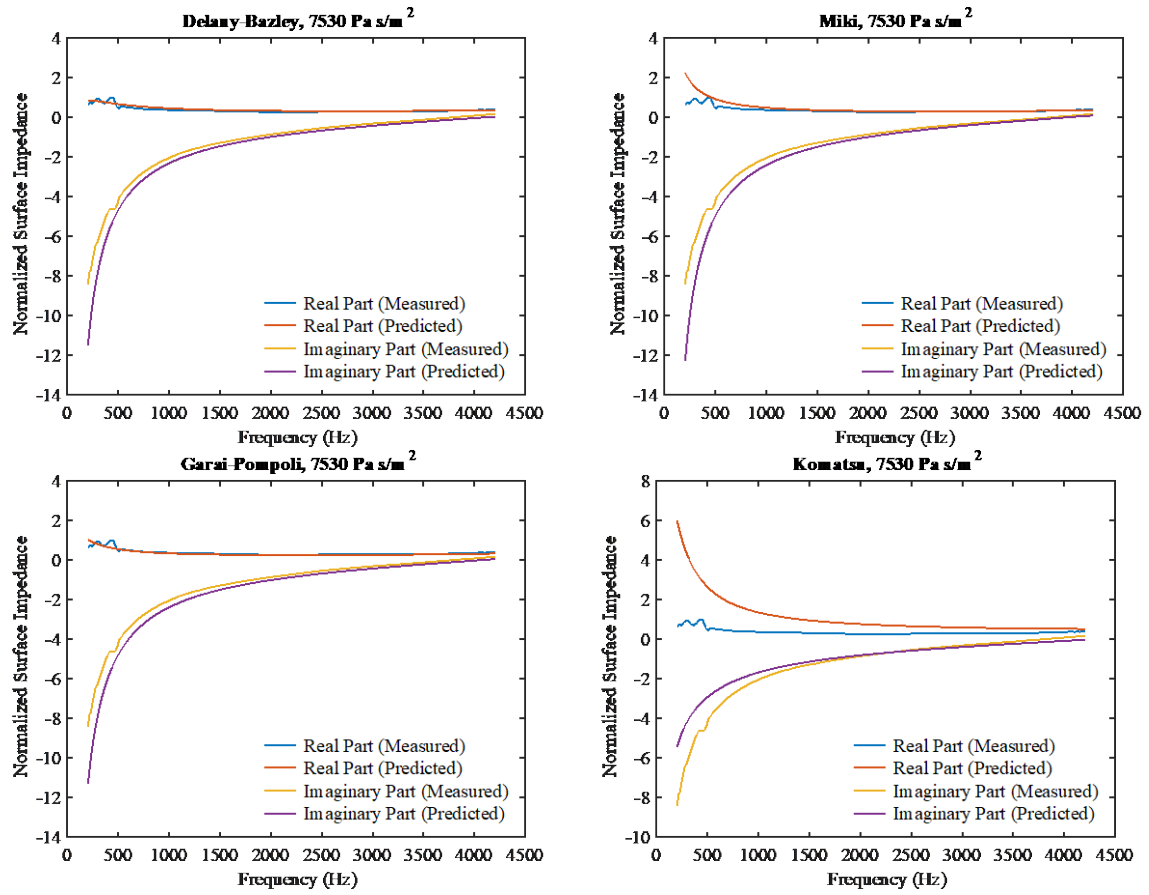 Delany-Bazley, 7530 Pa s/m²
Normalized Surface Impedance
4
2
0
-2
-4
-6
-8
-10
-12
-14
Real Part (Measured)
Real Part (Predicted)
Imaginary Part (Measured)
Imaginary Part (Predicted)
0 500 1000 1500 2000 2500 3000 3500 4000 4500
Frequency (Hz)
Miki, 7530 Pa s/m²
Normalized Surface Impedance
4
2
0
-2
-4
-6
-8
-10
-12
-14
Real Part (Measured)
Real Part (Predicted)
Imaginary Part (Measured)
Imaginary Part (Predicted)
0 500 1000 1500 2000 2500 3000 3500 4000 4500
Frequency (Hz)
Garai-Pompoli, 7530 Pa s/m²
Normalized Surface Impedance
4
2
0
-2
-4
-6
-8
-10
-12
-14
Real Part (Measured)
Real Part (Predicted)
Imaginary Part (Measured)
Imaginary Part (Predicted)
0 500 1000 1500 2000 2500 3000 3500 4000 4500
Frequency (Hz)
Komatsu, 7530 Pa s/m²
Normalized Surface Impedance
8
6
4
2
0
-2
-4
-6
-8
-10
Real Part (Measured)
Real Part (Predicted)
Imaginary Part (Measured)
Imaginary Part (Predicted)
0 500 1000 1500 2000 2500 3000 3500 4000 4500
Frequency (Hz)